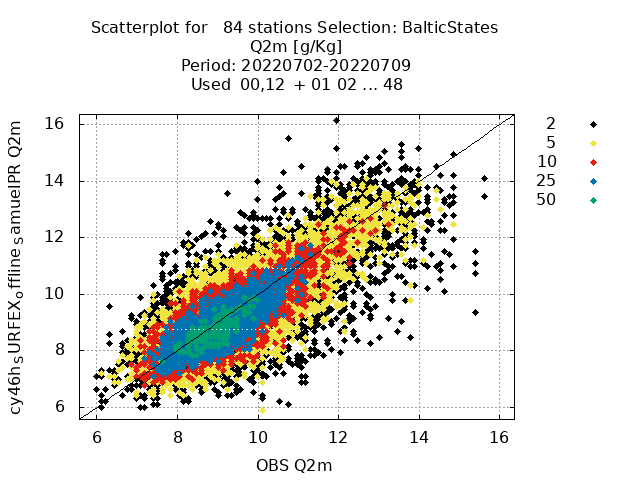 Scatterplot for 84 stations Selection: BalticStates
Q2m [g/Kg]
Period: 20220702-20220709
Used 00,12 + 01 02 ... 48
cy46h_SURFEX_offline_samuelPR Q2m
16
14
12
10
8
6
6 8 10 12 14 16
OBS Q2m
2
5
10
25
50